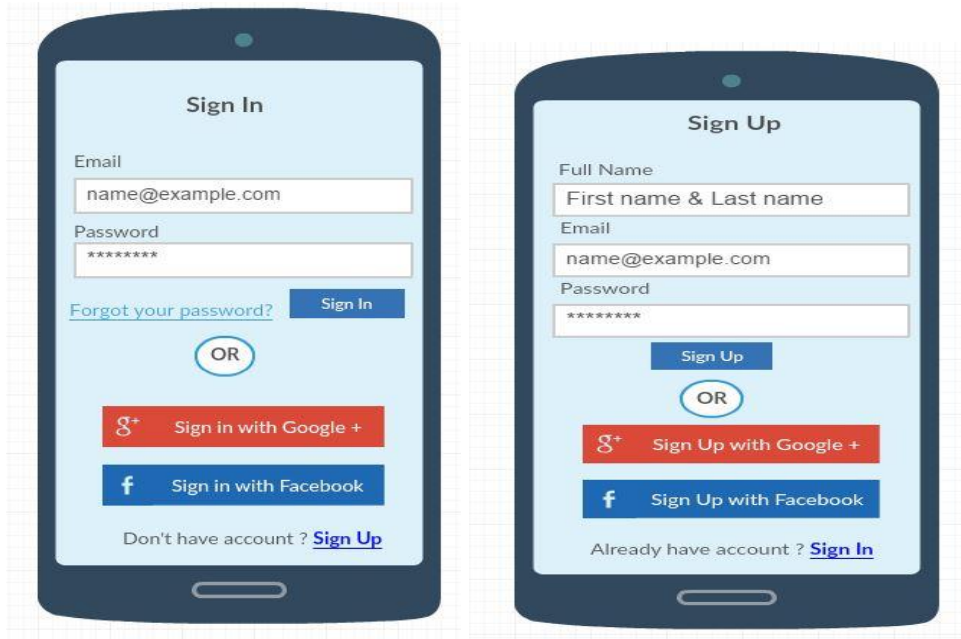 Sign In
Email
name@example.com
Password
********
Forgot your password?
Sign In
OR
g+ Sign in with Google +
f Sign in with Facebook
Don't have account ? Sign Up
Sign Up
Full Name
First name & Last name
Email
name@example.com
Password
********
Sign Up
OR
g+ Sign Up with Google +
f Sign Up with Facebook
Already have account ? Sign In